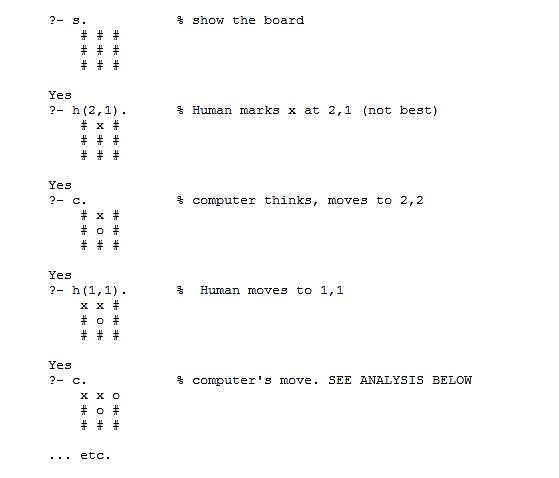 ?- s.                % show the board
    # # #
    # # #
    # # #
Yes
?- h(2,1).       % Human marks x at 2,1 (not best)
    # x #
    # # #
    # # #
Yes
?- c.                % computer thinks, moves to 2,2
    # x #
    # o #
    # # #
Yes
?- h(1,1).       %  Human moves to 1,1
    x x #
    # o #
    # # #
Yes
?- c.                % computer's move. SEE ANALYSIS BELOW
    x x o
    # o #
    # # #
... etc.